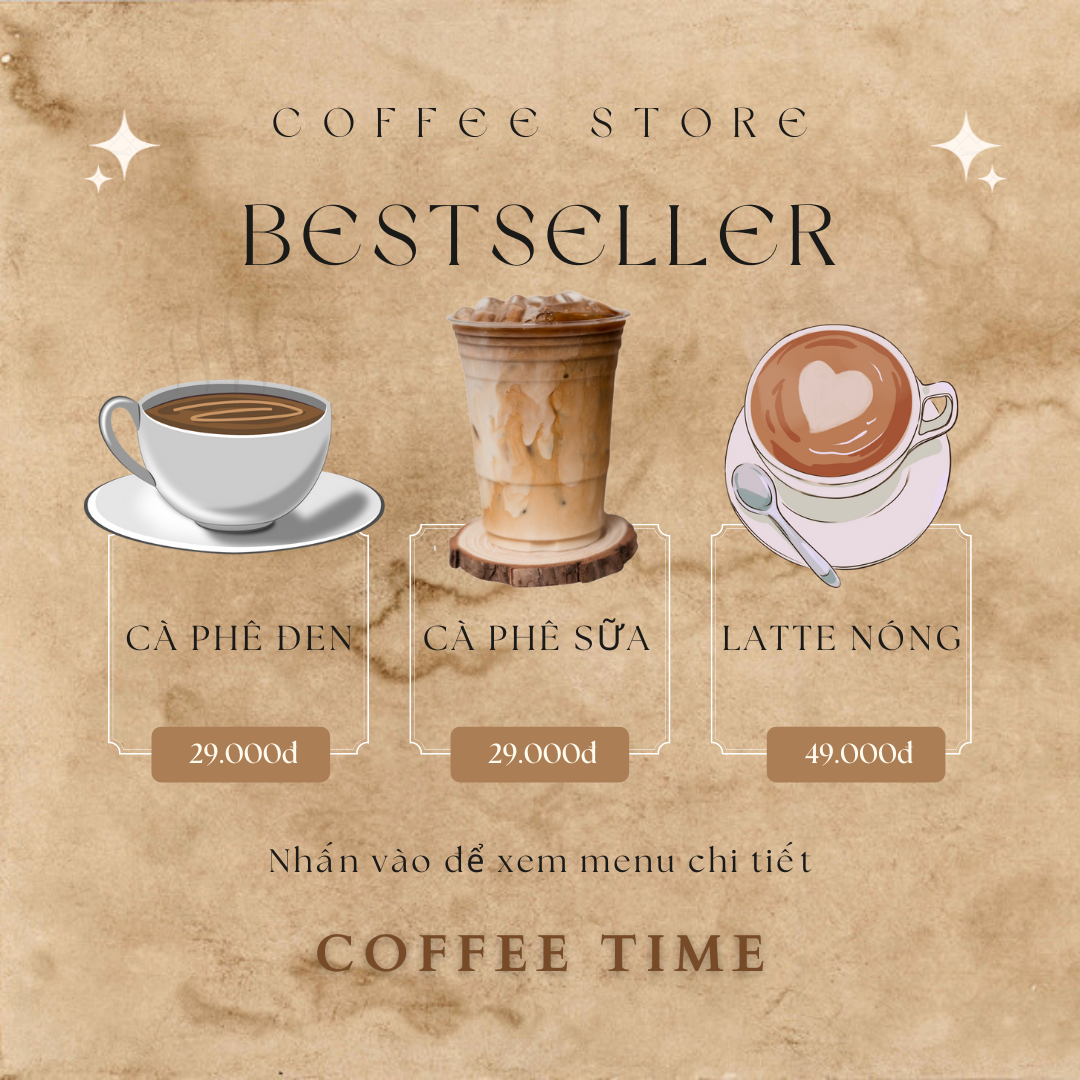 COFFEE STORE
BESTSELLER
CÀ PHÊ ĐEN
CÀ PHÊ SỮA
LATTE NÓNG
29.000đ
29.000đ
49.000đ
Nhấn vào để xem menu chi tiết
COFFEE TIME